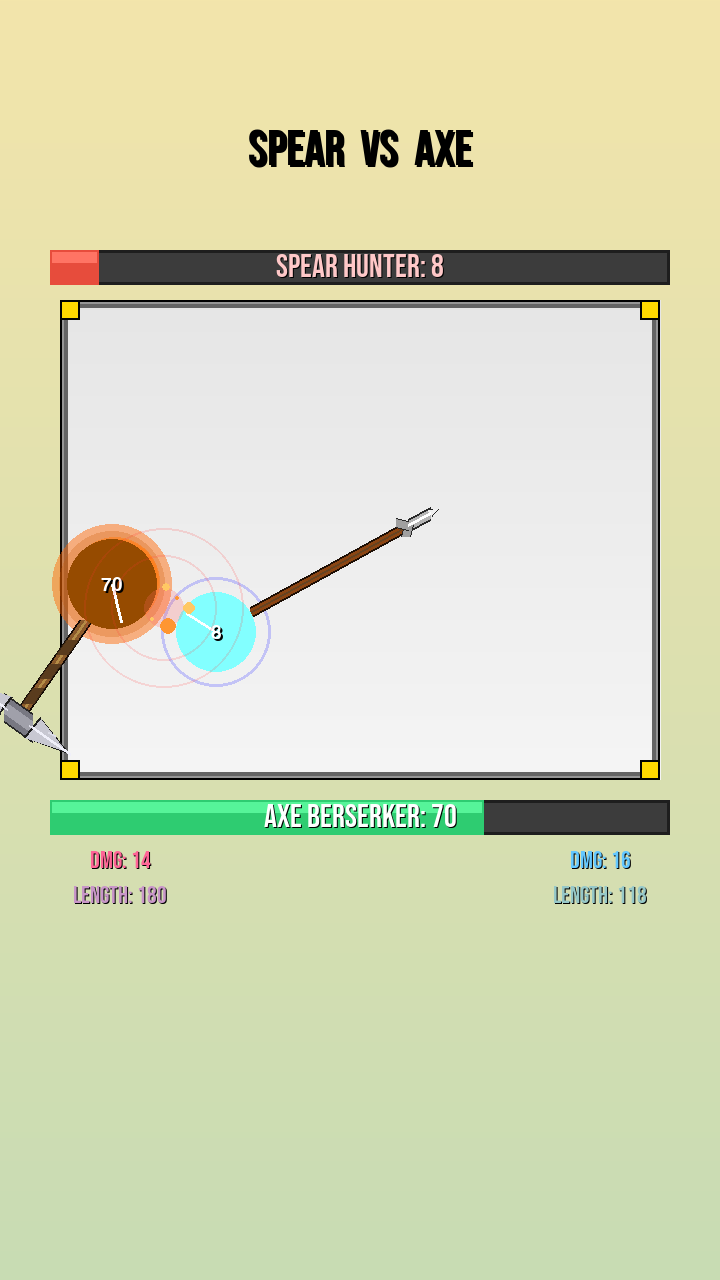 SPEAR VS AXE
SPEAR HUNTER: 8
70
8
AXE BERSERKER: 70
DMG: 14
DMG: 16
LENGTH: 180
LENGTH: 118